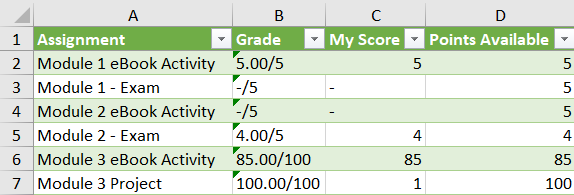 A B C D
1 Assignment Grade My Score Points Available
2 Module 1 eBook Activity 5.00/5 5 5
3 Module 1 - Exam -/5 - 5
4 Module 2 eBook Activity -/5 - 5
5 Module 2 - Exam 4.00/5 4 4
6 Module 3 eBook Activity 85.00/100 85 85
7 Module 3 Project 100.00/100 1 100